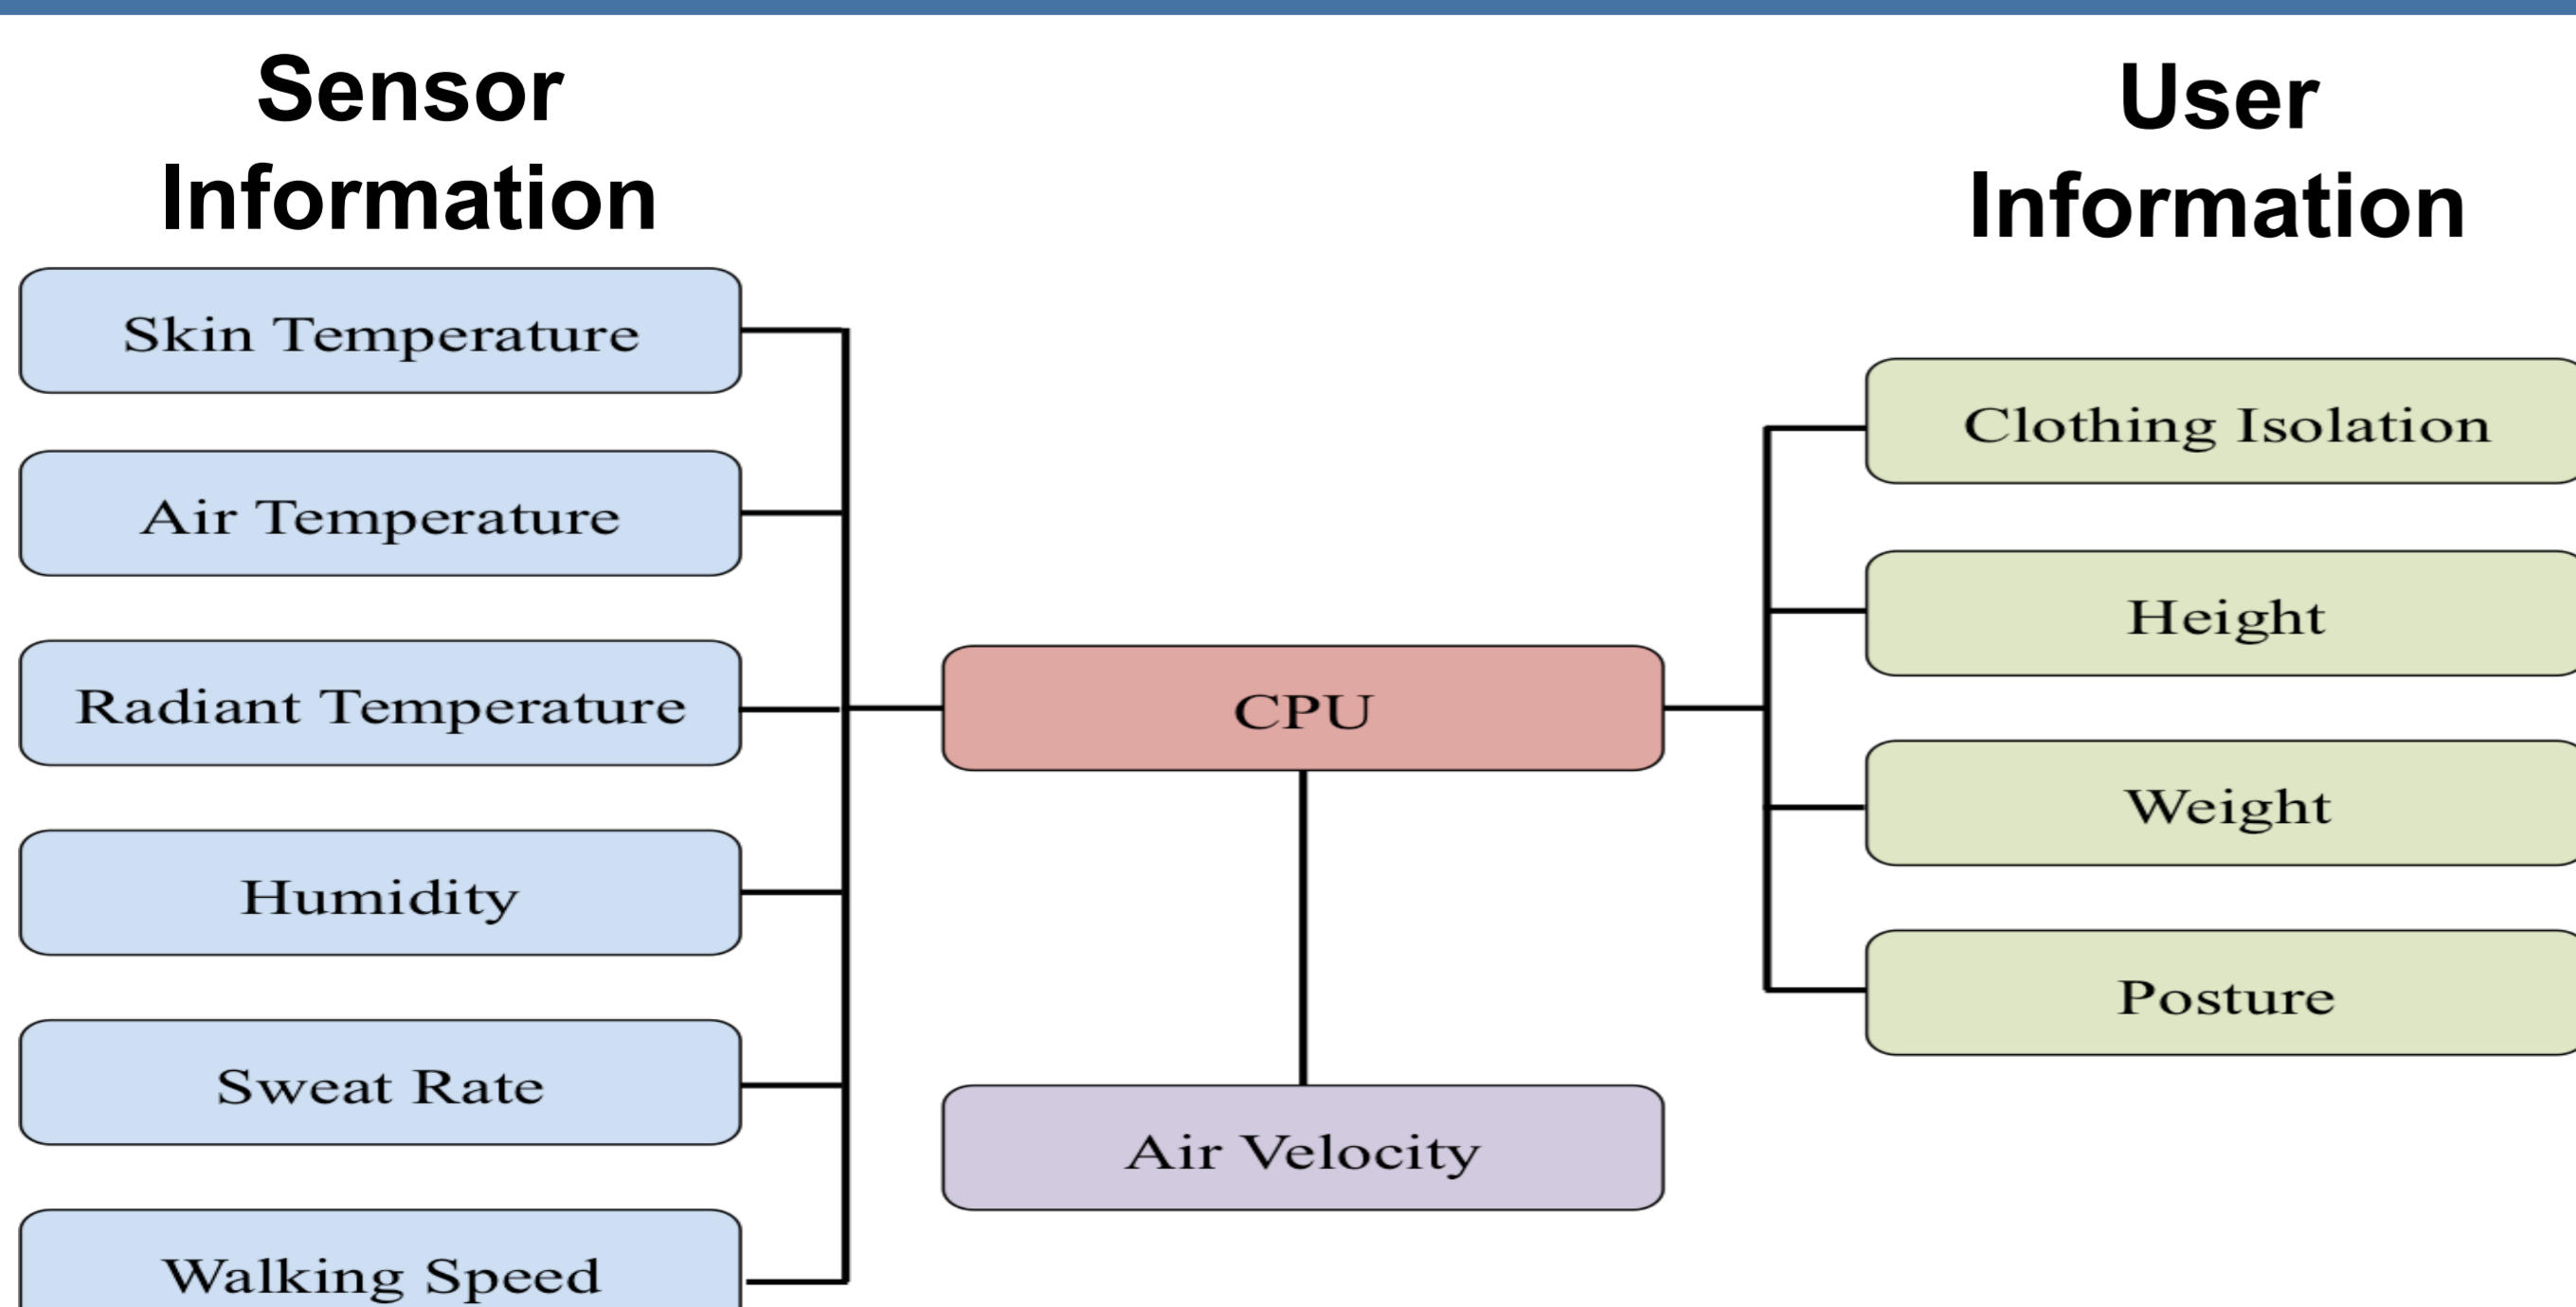 Sensor
Information
Skin Temperature
Air Temperature
Radiant Temperature
Humidity
Sweat Rate
Walking Speed
CPU
Air Velocity
User
Information
Clothing Isolation
Height
Weight
Posture